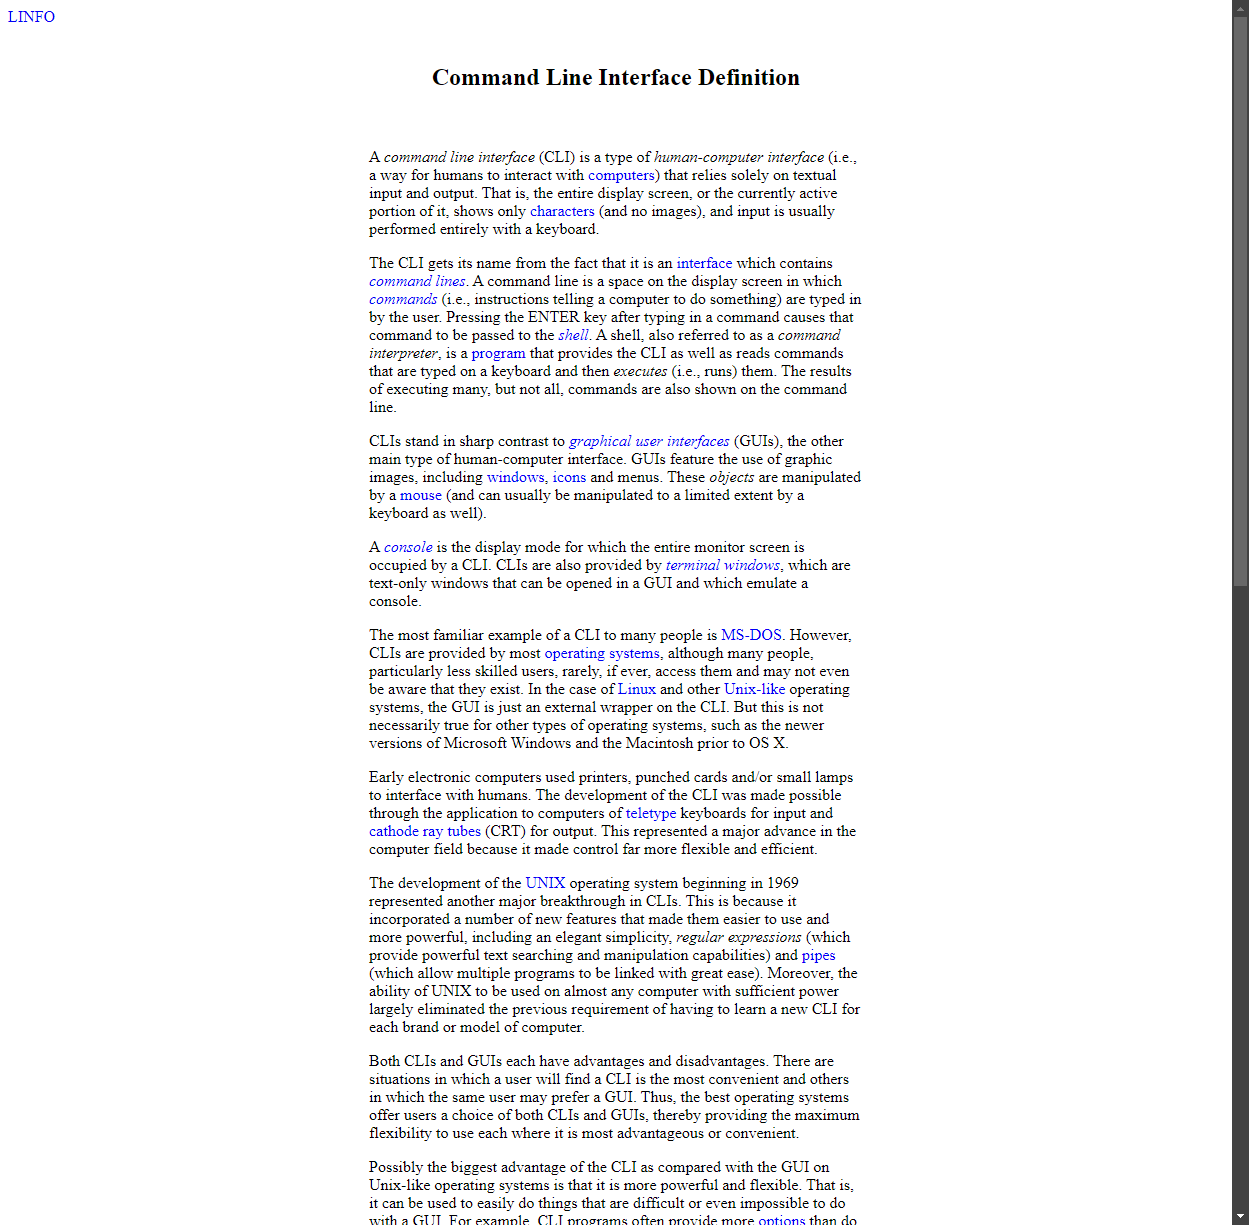 LINFO
Command Line Interface Definition
A command line interface (CLI) is a type of human-computer interface (i.e.,
a way for humans to interact with computers) that relies solely on textual
input and output. That is, the entire display screen, or the currently active
portion of it, shows only characters (and no images), and input is usually
performed entirely with a keyboard.
The CLI gets its name from the fact that it is an interface which contains
command lines. A command line is a space on the display screen in which
commands (i.e., instructions telling a computer to do something) are typed in
by the user. Pressing the ENTER key after typing in a command causes that
command to be passed to the shell. A shell, also referred to as a command
interpreter, is a program that provides the CLI as well as reads commands
that are typed on a keyboard and then executes (i.e., runs) them. The results
of executing many, but not all, commands are also shown on the command
line.
CLIs stand in sharp contrast to graphical user interfaces (GUIs), the other
main type of human-computer interface. GUIs feature the use of graphic
images, including windows, icons and menus. These objects are manipulated
by a mouse (and can usually be manipulated to a limited extent by a
keyboard as well).
A console is the display mode for which the entire monitor screen is
occupied by a CLI. CLIs are also provided by terminal windows, which are
text-only windows that can be opened in a GUI and which emulate a
console.
The most familiar example of a CLI to many people is MS-DOS. However,
CLIs are provided by most operating systems, although many people,
particularly less skilled users, rarely, if ever, access them and may not even
be aware that they exist. In the case of Linux and other Unix-like operating
systems, the GUI is just an external wrapper on the CLI. But this is not
necessarily true for other types of operating systems, such as the newer
versions of Microsoft Windows and the Macintosh prior to OS X.
Early electronic computers used printers, punched cards and/or small lamps
to interface with humans. The development of the CLI was made possible
through the application to computers of teletype keyboards for input and
cathode ray tubes (CRT) for output. This represented a major advance in the
computer field because it made control far more flexible and efficient.
The development of the UNIX operating system beginning in 1969
represented another major breakthrough in CLIs. This is because it
incorporated a number of new features that made them easier to use and
more powerful, including an elegant simplicity, regular expressions (which
provide powerful text searching and manipulation capabilities) and pipes
(which allow multiple programs to be linked with great ease). Moreover, the
ability of UNIX to be used on almost any computer with sufficient power
largely eliminated the previous requirement of having to learn a new CLI for
each brand or model of computer.
Both CLIs and GUIs each have advantages and disadvantages. There are
situations in which a user will find a CLI is the most convenient and others
in which the same user may prefer a GUI. Thus, the best operating systems
offer users a choice of both CLIs and GUIs, thereby providing the maximum
flexibility to use each where it is most advantageous or convenient.
Possibly the biggest advantage of the CLI as compared with the GUI on
Unix-like operating systems is that it is more powerful and flexible. That is,
it can be used to easily do things that are difficult or even impossible to do
with a GUI. For example, CLI programs often provide more options than do